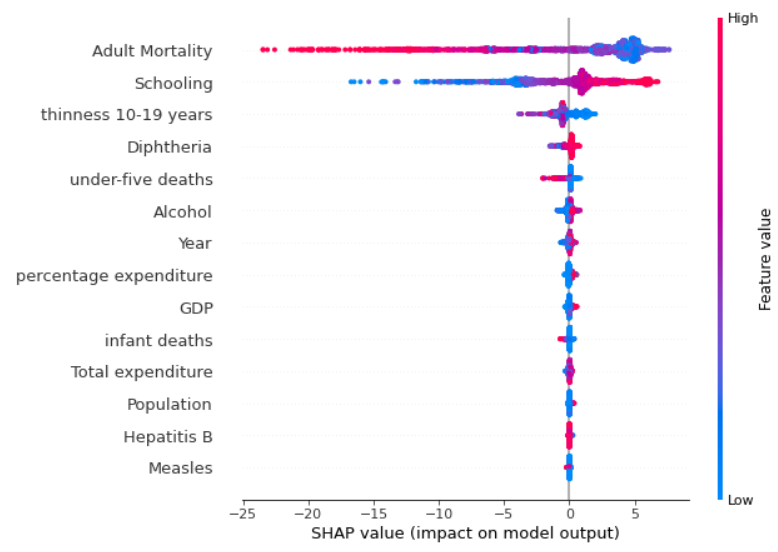 High
Adult Mortality
Schooling
thinness 10-19 years
Diphtheria
under-five deaths
Alcohol
Year
percentage expenditure
GDP
infant deaths
Total expenditure
Population
Hepatitis B
Measles
Feature value
Low
−25 −20 −15 −10 −5 0 5
SHAP value (impact on model output)